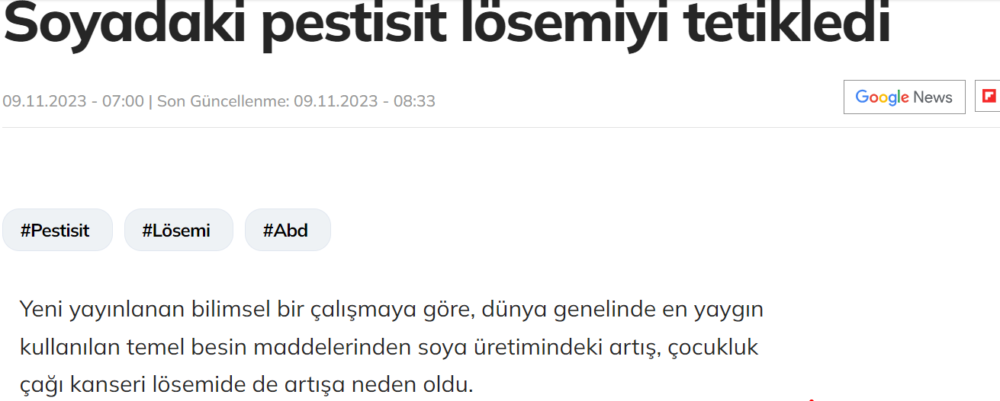 Soyadaki pestisit lösemiyi tetikledi
09.11.2023 - 07:00 | Son Güncellenme: 09.11.2023 - 08:33
Google News
#Pestisit #Lösemi #Abd
Yeni yayınlanan bilimsel bir çalışmaya göre, dünya genelinde en yaygın
kullanılan temel besin maddelerinden soya üretimindeki artış, çocukluk
çağı kanseri lösemide de artışa neden oldu.